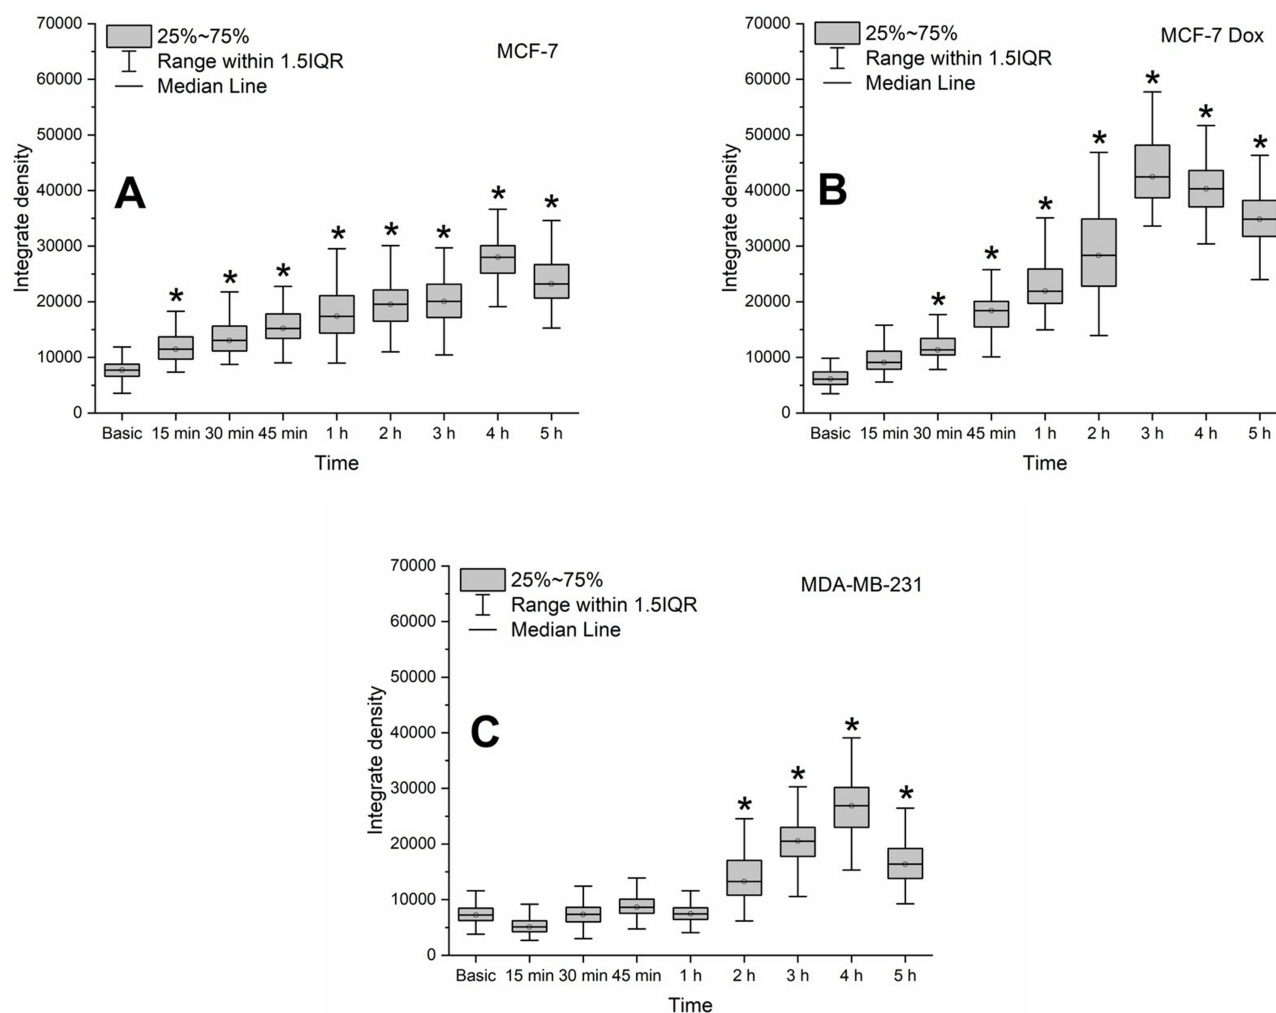 70000
60000
50000
40000
30000
20000
10000
0
Integrate density
25%~75%
Range within 1.5IQR
Median Line
MCF-7
A
* * * * * * * *
Basic 15 min 30 min 45 min 1 h 2 h 3 h 4 h 5 h
Time
70000
60000
50000
40000
30000
20000
10000
0
Integrate density
25%~75%
Range within 1.5IQR
Median Line
MCF-7 Dox
B
* * * * * * *
Basic 15 min 30 min 45 min 1 h 2 h 3 h 4 h 5 h
Time
70000
60000
50000
40000
30000
20000
10000
0
Integrate density
25%~75%
Range within 1.5IQR
Median Line
MDA-MB-231
C
* * * *
Basic 15 min 30 min 45 min 1 h 2 h 3 h 4 h 5 h
Time